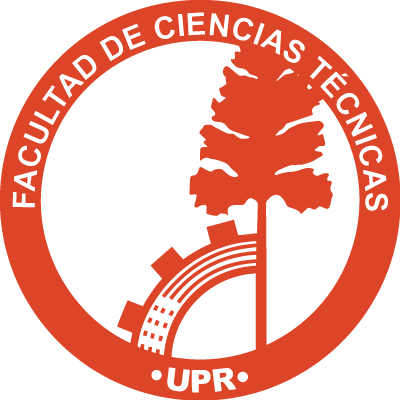 FACULTAD DE CIENCIAS TÉCNICAS
•UPR•